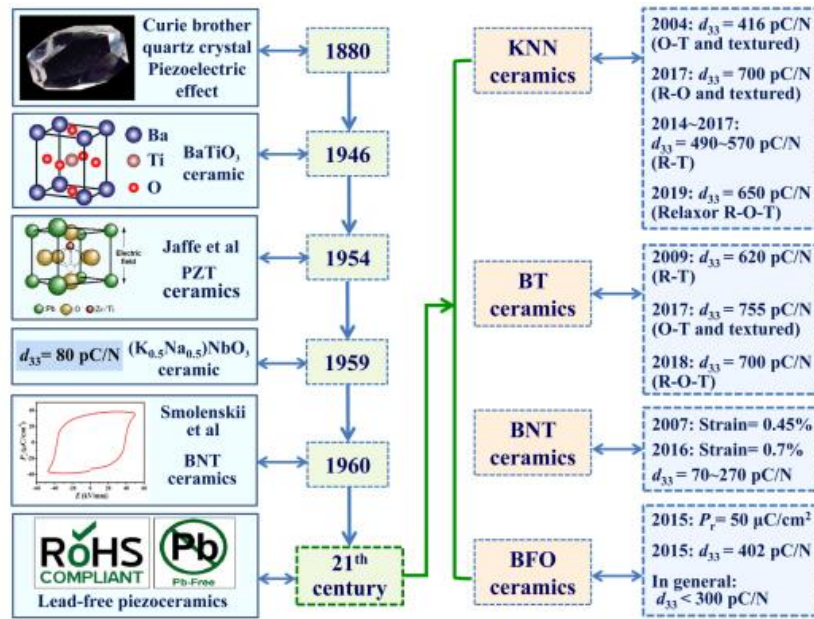 Curie brother
quartz crystal
Piezoelectric
effect
1880
Ba
Ti
O
BaTiO3
ceramic
1946
Electric
field
Pb O Zr/Ti
Jaffe et al
PZT
ceramics
1954
d33= 80 pC/N
(K0.5Na0.5)NbO3
ceramic
1959
Smolenskii
et al
BNT
ceramics
E (kV/mm)
1960
RoHS
COMPLIANT
Pb
Pb-Free
Lead-free piezoceramics
21th
century
KNN
ceramics
2004: d33 = 416 pC/N
(O-T and textured)
2017: d33 = 700 pC/N
(R-O and textured)
2014~2017:
d33 = 490~570 pC/N
(R-T)
2019: d33 = 650 pC/N
(Relaxor R-O-T)
BT
ceramics
2009: d33 = 620 pC/N
(R-T)
2017: d33 = 755 pC/N
(O-T and textured)
2018: d33 = 700 pC/N
(R-O-T)
BNT
ceramics
2007: Strain= 0.45%
2016: Strain= 0.7%
d33 = 70~270 pC/N
BFO
ceramics
2015: Pr= 50 μC/cm2
2015: d33 = 402 pC/N
In general:
d33 < 300 pC/N